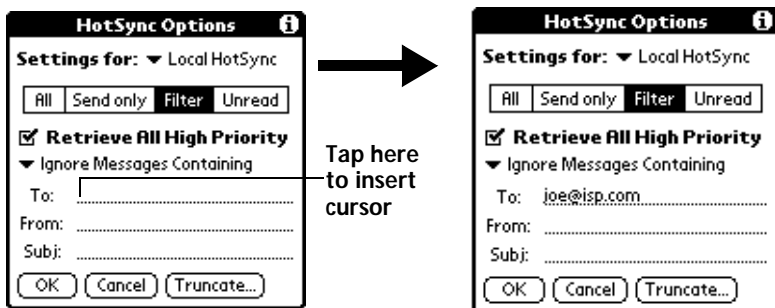 HotSync Options i
Settings for: Local HotSync
All Send only Filter Unread
Retrieve All High Priority
Ignore Messages Containing
To:
From:
Subj:
OK Cancel Truncate...
Tap here
to insert
cursor
HotSync Options i
Settings for: Local HotSync
All Send only Filter Unread
Retrieve All High Priority
Ignore Messages Containing
To: joe@isp.com
From:
Subj:
OK Cancel Truncate...